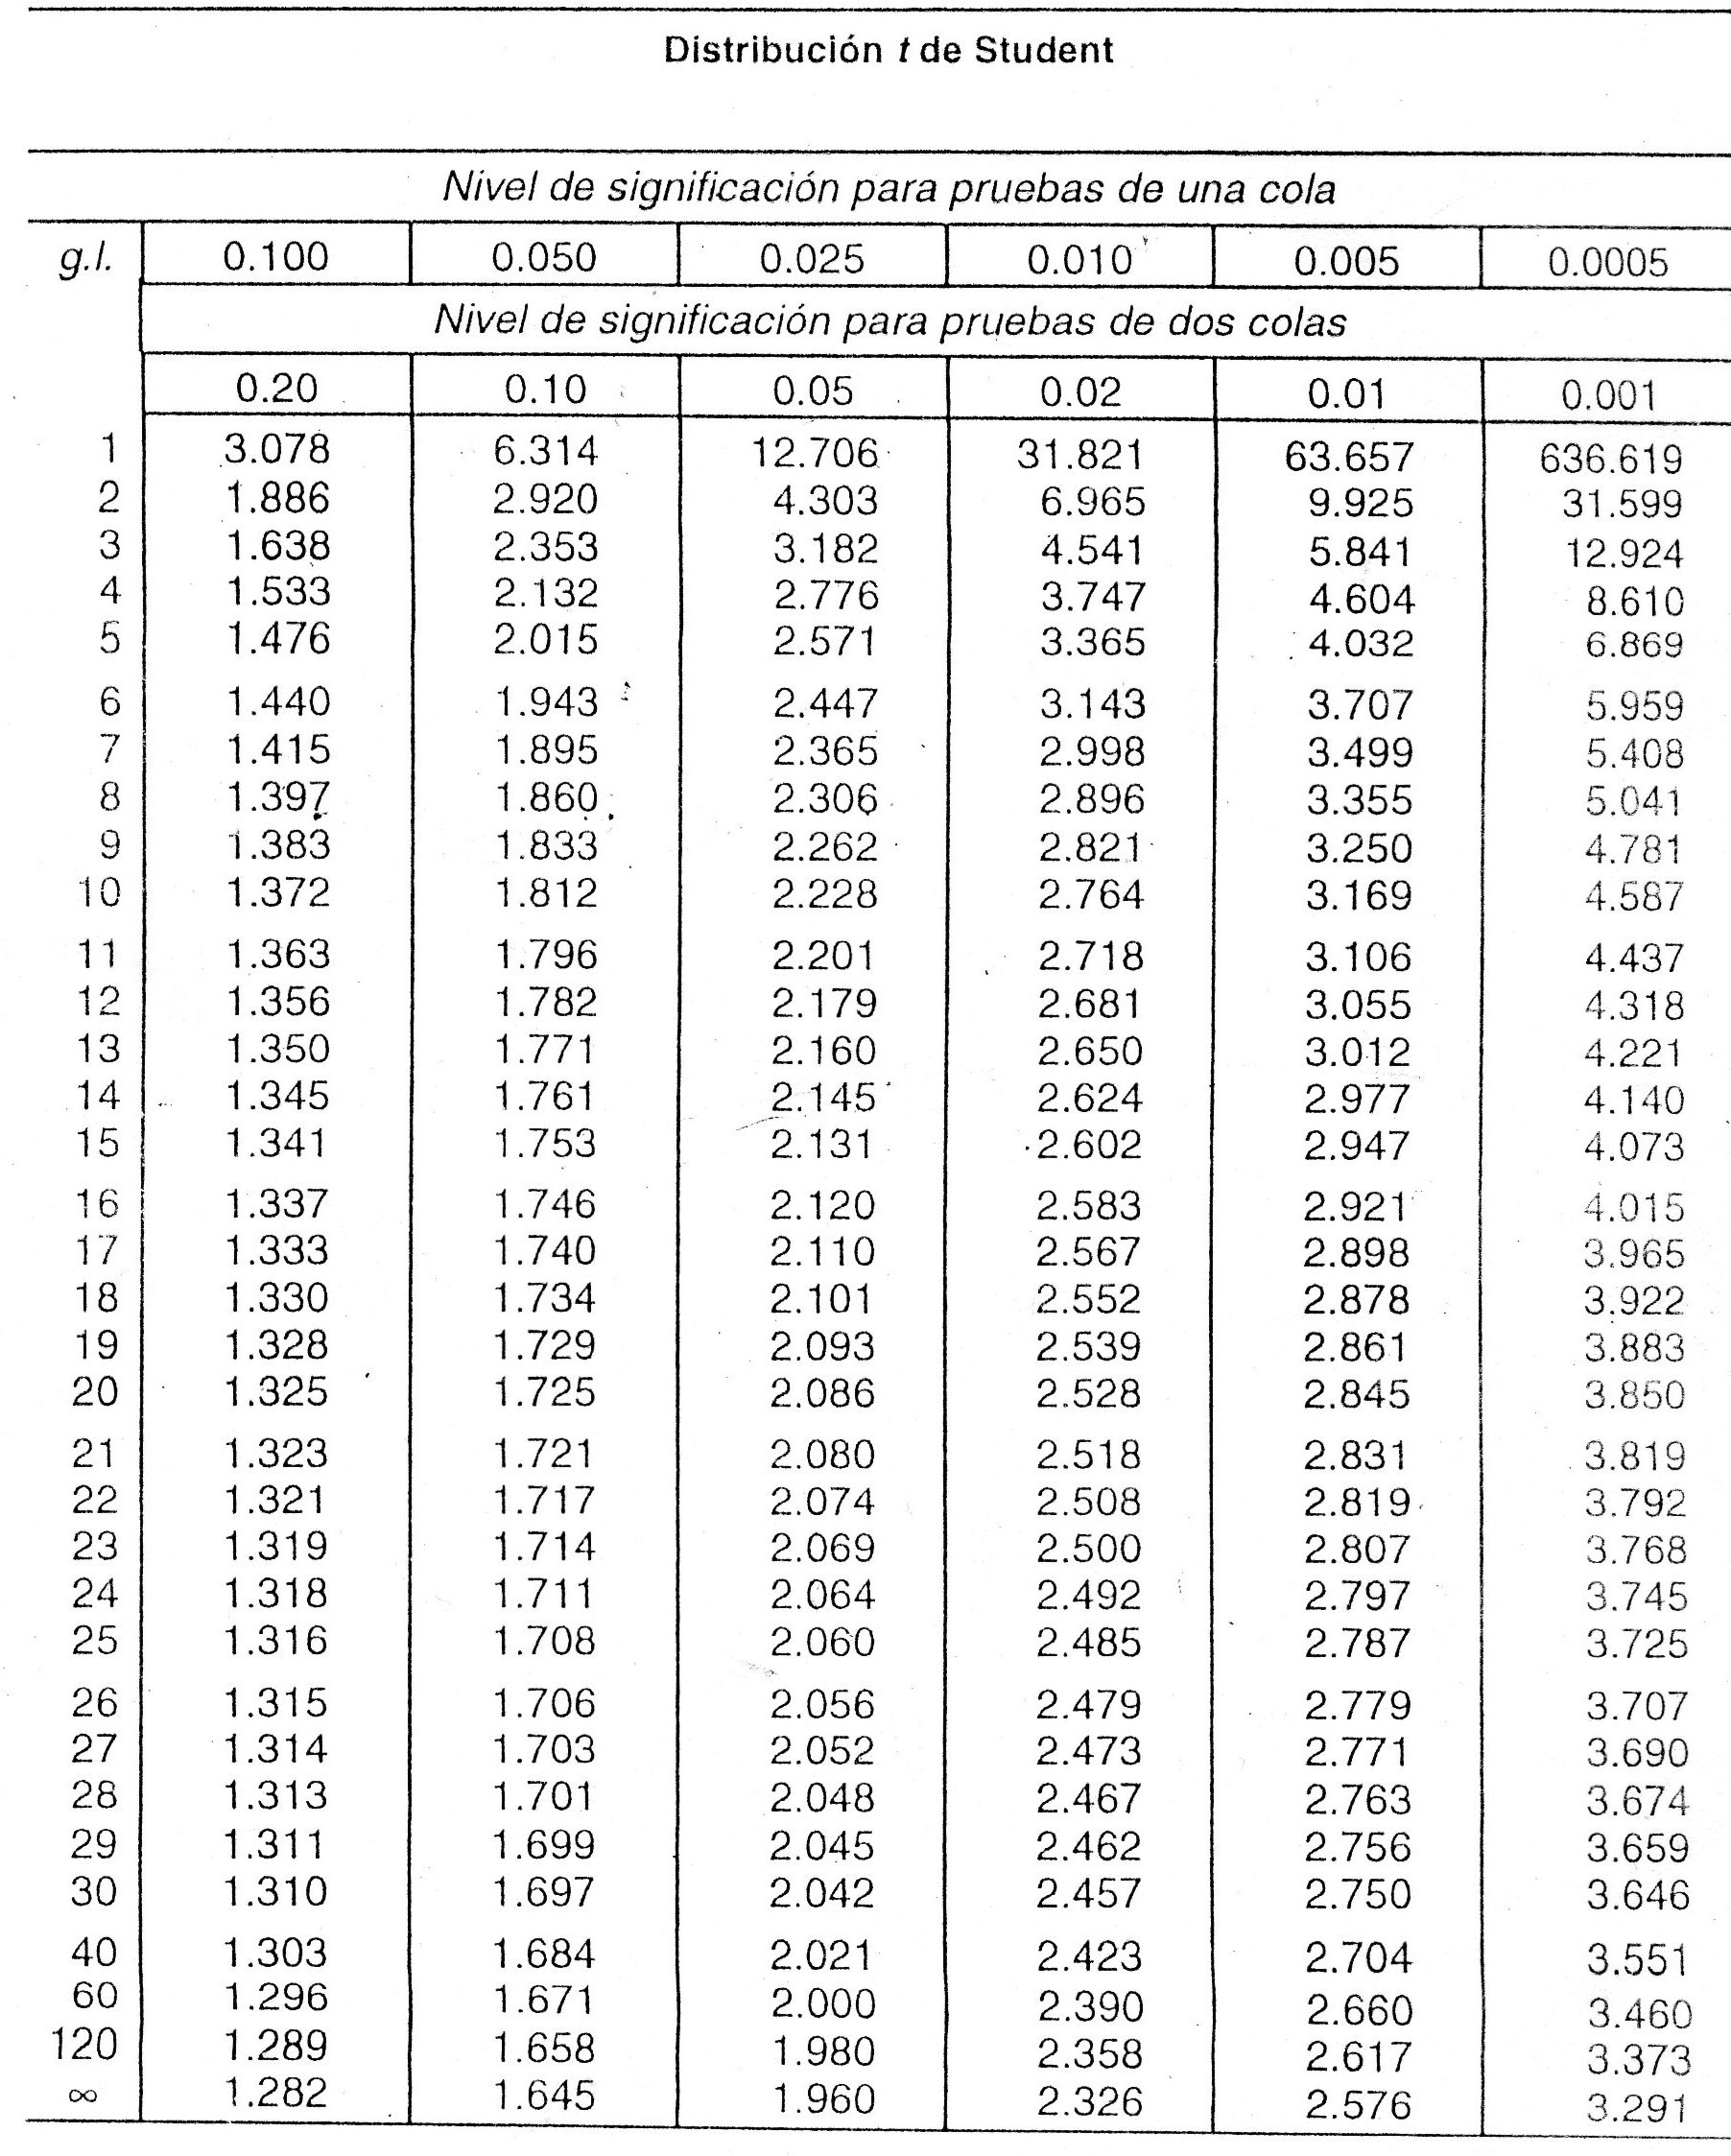 Distribución t de Student
Nivel de significación para pruebas de una cola
g.l. 0.100 0.050 0.025 0.010 0.005 0.0005
Nivel de significación para pruebas de dos colas
0.20 0.10 0.05 0.02 0.01 0.001
1 3.078 6.314 12.706 31.821 63.657 636.619
2 1.886 2.920 4.303 6.965 9.925 31.599
3 1.638 2.353 3.182 4.541 5.841 12.924
4 1.533 2.132 2.776 3.747 4.604 8.610
5 1.476 2.015 2.571 3.365 4.032 6.869
6 1.440 1.943 2.447 3.143 3.707 5.959
7 1.415 1.895 2.365 2.998 3.499 5.408
8 1.397 1.860 2.306 2.896 3.355 5.041
9 1.383 1.833 2.262 2.821 3.250 4.781
10 1.372 1.812 2.228 2.764 3.169 4.587
11 1.363 1.796 2.201 2.718 3.106 4.437
12 1.356 1.782 2.179 2.681 3.055 4.318
13 1.350 1.771 2.160 2.650 3.012 4.221
14 1.345 1.761 2.145 2.624 2.977 4.140
15 1.341 1.753 2.131 2.602 2.947 4.073
16 1.337 1.746 2.120 2.583 2.921 4.015
17 1.333 1.740 2.110 2.567 2.898 3.965
18 1.330 1.734 2.101 2.552 2.878 3.922
19 1.328 1.729 2.093 2.539 2.861 3.883
20 1.325 1.725 2.086 2.528 2.845 3.850
21 1.323 1.721 2.080 2.518 2.831 3.819
22 1.321 1.717 2.074 2.508 2.819 3.792
23 1.319 1.714 2.069 2.500 2.807 3.768
24 1.318 1.711 2.064 2.492 2.797 3.745
25 1.316 1.708 2.060 2.485 2.787 3.725
26 1.315 1.706 2.056 2.479 2.779 3.707
27 1.314 1.703 2.052 2.473 2.771 3.690
28 1.313 1.701 2.048 2.467 2.763 3.674
29 1.311 1.699 2.045 2.462 2.756 3.659
30 1.310 1.697 2.042 2.457 2.750 3.646
40 1.303 1.684 2.021 2.423 2.704 3.551
60 1.296 1.671 2.000 2.390 2.660 3.460
120 1.289 1.658 1.980 2.358 2.617 3.373
∞ 1.282 1.645 1.960 2.326 2.576 3.291